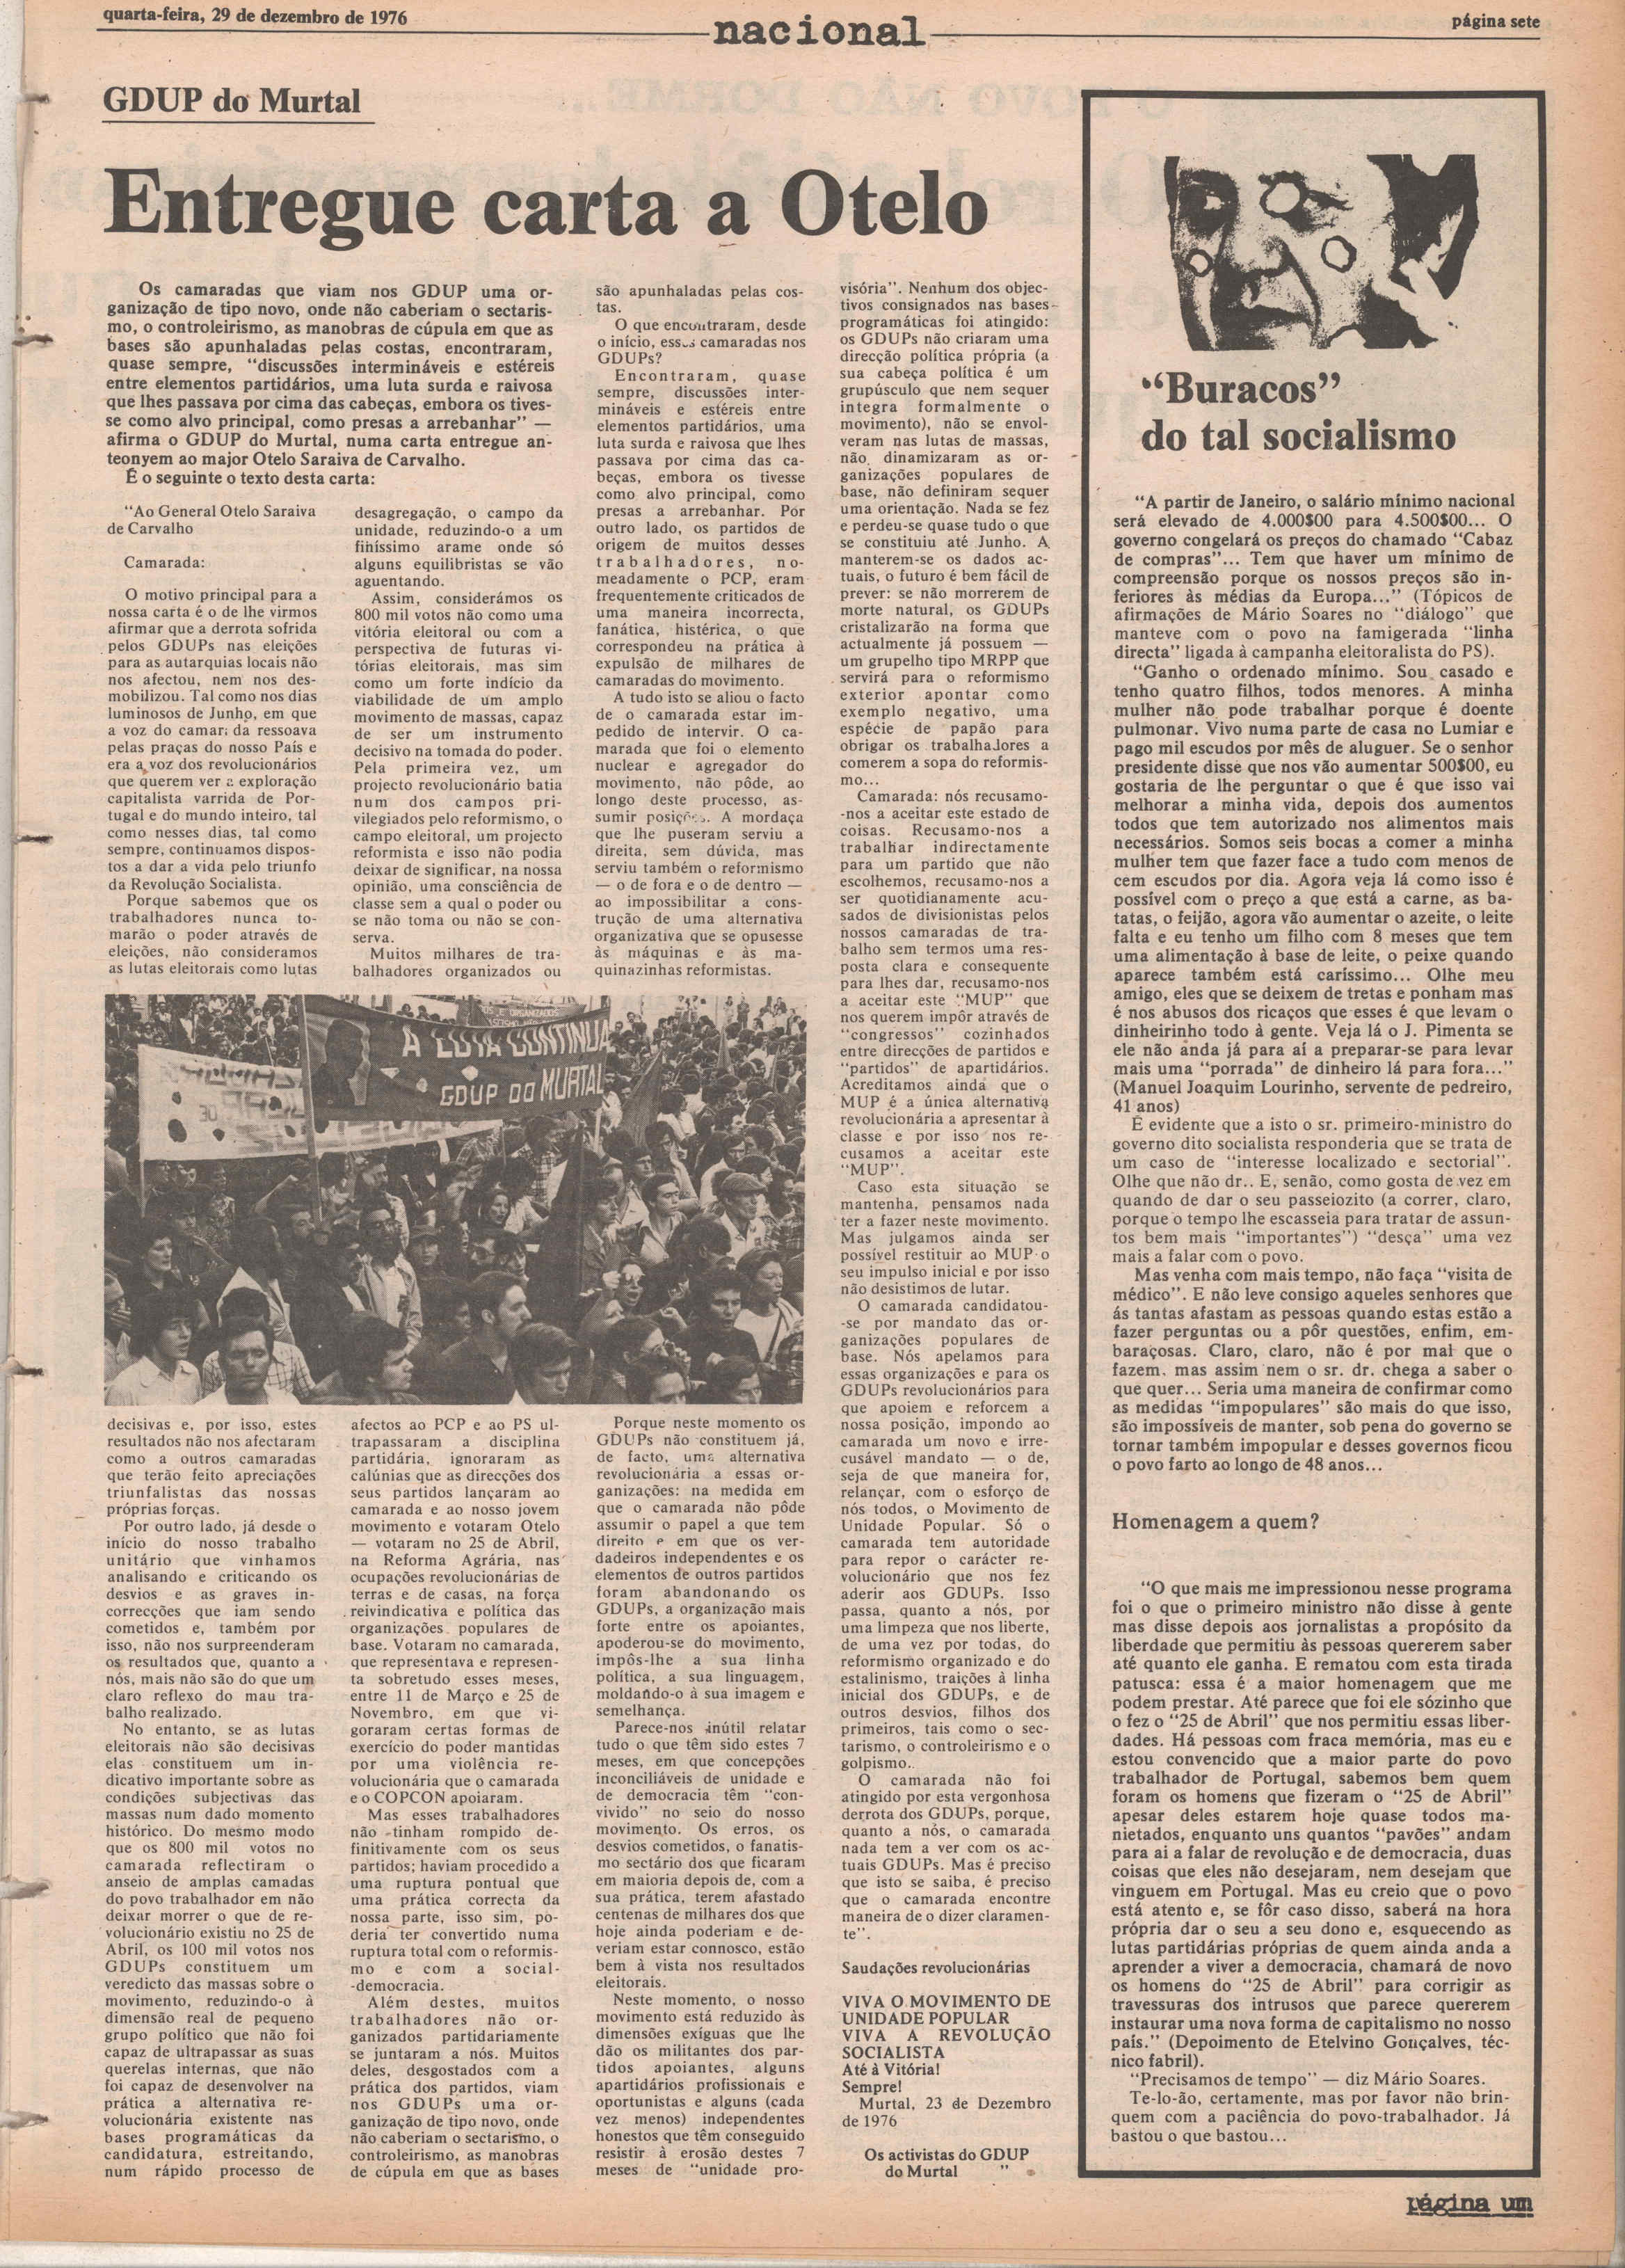 quarta-feira, 29 de dezembro de 1976
nacional
página sete
GDUP do Murtal
Entregue carta a Otelo
Os camaradas que viam nos GDUP uma or-
ganização de tipo novo, onde não caberiam o sectaris-
mo, o controleirismo, as manobras de cúpula em que as
bases são apunhaladas pelas costas, encontraram,
quase sempre, “discussões intermináveis e estéreis
entre elementos partidários, uma luta surda e raivosa
que lhes passava por cima das cabeças, embora os tives-
se como alvo principal, como presas a arrebanhar” —
afirma o GDUP do Murtal, numa carta entregue an-
teonyem ao major Otelo Saraiva de Carvalho.
É o seguinte o texto desta carta:
“Ao General Otelo Saraiva
de Carvalho
Camarada:
O motivo principal para a
nossa carta é o de lhe virmos
afirmar que a derrota sofrida
pelos GDUPs nas eleições
para as autarquias locais não
nos afectou, nem nos des-
mobilizou. Tal como nos dias
luminosos de Junho, em que
a voz do camarada ressoava
pelas praças do nosso País e
era a voz dos revolucionários
que querem ver a exploração
capitalista varrida de Por-
tugal e do mundo inteiro, tal
como nesses dias, tal como
sempre, continuamos dispos-
tos a dar a vida pelo triunfo
da Revolução Socialista.
Porque sabemos que os
trabalhadores nunca to-
marão o poder através de
eleições, não consideramos
as lutas eleitorais como lutas
decisivas e, por isso, estes
resultados não nos afectaram
como a outros camaradas
que terão feito apreciações
triunfalistas das nossas
próprias forças.
Por outro lado, já desde o
início do nosso trabalho
unitário que vinhamos
analisando e criticando os
desvios e as graves in-
correcções que iam sendo
cometidos e, também por
isso, não nos surpreenderam
os resultados que, quanto a
nós, mais não são do que um
claro reflexo do mau tra-
balho realizado.
No entanto, se as lutas
eleitorais não são decisivas
elas constituem um in-
dicativo importante sobre as
condições subjectivas das
massas num dado momento
histórico. Do mesmo modo
que os 800 mil votos no
camarada reflectiram o
anseio de amplas camadas
do povo trabalhador em não
deixar morrer o que de re-
volucionário existiu no 25 de
Abril, os 100 mil votos nos
GDUPs constituem um
veredicto das massas sobre o
movimento, reduzindo-o à
dimensão real de pequeno
grupo político que não foi
capaz de ultrapassar as suas
querelas internas, que não
foi capaz de desenvolver na
prática a alternativa re-
volucionária existente nas
bases programáticas da
candidatura, estreitando,
num rápido processo de
desagregação, o campo da
unidade, reduzindo-o a um
finíssimo arame onde só
alguns equilibristas se vão
aguentando.
Assim, considerámos os
800 mil votos não como uma
vitória eleitoral ou com a
perspectiva de futuras vi-
tórias eleitorais, mas sim
como um forte indício da
viabilidade de um amplo
movimento de massas, capaz
de ser um instrumento
decisivo na tomada do poder.
Pela primeira vez, um
projecto revolucionário batia
num dos campos pri-
vilegiados pelo reformismo, o
campo eleitoral, um projecto
reformista e isso não podia
deixar de significar, na nossa
opinião, uma consciência de
classe sem a qual o poder ou
se não toma ou não se con-
serva.
Muitos milhares de tra-
balhadores organizados ou
afectos ao PCP e ao PS ul-
trapassaram a disciplina
partidária, ignoraram as
calúnias que as direcções dos
seus partidos lançaram ao
camarada e ao nosso jovem
movimento e votaram Otelo
— votaram no 25 de Abril,
na Reforma Agrária, nas
ocupações revolucionárias de
terras e de casas, na força
reivindicativa e política das
organizações populares de
base. Votaram no camarada,
que representava e represen-
ta sobretudo esses meses,
entre 11 de Março e 25 de
Novembro, em que vi-
goraram certas formas de
exercício do poder mantidas
por uma violência re-
volucionária que o camarada
e o COPCON apoiaram.
Mas esses trabalhadores
não tinham rompido de-
finitivamente com os seus
partidos; haviam procedido a
uma ruptura pontual que
uma prática correcta da
nossa parte, isso sim, po-
deria ter convertido numa
ruptura total com o reformis-
mo e com a social-
-democracia.
Além destes, muitos
trabalhadores não or-
ganizados partidariamente
se juntaram a nós. Muitos
deles, desgostados com a
prática dos partidos, viam
nos GDUPs uma or-
ganização de tipo novo, onde
não caberiam o sectarismo, o
controleirismo, as manobras
de cúpula em que as bases
são apunhaladas pelas cos-
tas.
O que encontraram, desde
o início, esses camaradas nos
GDUPs?
Encontraram, quase
sempre, discussões inter-
mináveis e estéreis entre
elementos partidários, uma
luta surda e raivosa que lhes
passava por cima das ca-
beças, embora os tivesse
como alvo principal, como
presas a arrebanhar. Por
outro lado, os partidos de
origem de muitos desses
trabalhadores, no-
meadamente o PCP, eram
frequentemente criticados de
uma maneira incorrecta,
fanática, histérica, o que
correspondeu na prática à
expulsão de milhares de
camaradas do movimento.
A tudo isto se aliou o facto
de o camarada estar im-
pedido de intervir. O ca-
marada que foi o elemento
nuclear e agregador do
movimento, não pôde, ao
longo deste processo, as-
sumir posições. A mordaça
que lhe puseram serviu a
direita, sem dúvida, mas
serviu também o reformismo
— o de fora e o de dentro —
ao impossibilitar a cons-
trução de uma alternativa
organizativa que se opusesse
às máquinas e às ma-
quinazinhas reformistas.
A LUTA CONTINUA
GDUP DO MURTAL
Porque neste momento os
GDUPs não constituem já,
de facto, uma alternativa
revolucionária a essas or-
ganizações: na medida em
que o camarada não pôde
assumir o papel a que tem
direito e em que os ver-
dadeiros independentes e os
elementos de outros partidos
foram abandonando os
GDUPs, a organização mais
forte entre os apoiantes,
apoderou-se do movimento,
impôs-lhe a sua linha
política, a sua linguagem,
moldando-o à sua imagem e
semelhança.
Parece-nos inútil relatar
tudo o que têm sido estes 7
meses, em que concepções
inconciliáveis de unidade e
de democracia têm “con-
vivido” no seio do nosso
movimento. Os erros, os
desvios cometidos, o fanatis-
mo sectário dos que ficaram
em maioria depois de, com a
sua prática, terem afastado
centenas de milhares dos que
hoje ainda poderiam e de-
veriam estar connosco, estão
bem à vista nos resultados
eleitorais.
Neste momento, o nosso
movimento está reduzido às
dimensões exíguas que lhe
dão os militantes dos par-
tidos apoiantes, alguns
apartidários profissionais e
oportunistas e alguns (cada
vez menos) independentes
honestos que têm conseguido
resistir à erosão destes 7
meses de “unidade pro-
visória”. Nenhum dos objec-
tivos consignados nas bases
programáticas foi atingido:
os GDUPs não criaram uma
direcção política própria (a
sua cabeça política é um
grupúsculo que nem sequer
integra formalmente o
movimento), não se envol-
veram nas lutas de massas,
não dinamizaram as or-
ganizações populares de
base, não definiram sequer
uma orientação. Nada se fez
e perdeu-se quase tudo o que
se constituiu até Junho. A
manterem-se os dados ac-
tuais, o futuro é bem fácil de
prever: se não morrerem de
morte natural, os GDUPs
cristalizarão na forma que
actualmente já possuem —
um grupelho tipo MRPP que
servirá para o reformismo
exterior apontar como
exemplo negativo, uma
espécie de papão para
obrigar os trabalhadores a
comerem a sopa do reformis-
mo...
Camarada: nós recusamo-
-nos a aceitar este estado de
coisas. Recusamo-nos a
trabalhar indirectamente
para um partido que não
escolhemos, recusamo-nos a
ser quotidianamente acu-
sados de divisionistas pelos
nossos camaradas de tra-
balho sem termos uma res-
posta clara e consequente
para lhes dar, recusamo-nos
a aceitar este “MUP” que
nos querem impôr através de
“congressos” cozinhados
entre direcções de partidos e
“partidos” de apartidários.
Acreditamos ainda que o
MUP é a única alternativa
revolucionária a apresentar à
classe e por isso nos re-
cusamos a aceitar este
“MUP”.
Caso esta situação se
mantenha, pensamos nada
ter a fazer neste movimento.
Mas julgamos ainda ser
possível restituir ao MUP o
seu impulso inicial e por isso
não desistimos de lutar.
O camarada candidatou-
-se por mandato das or-
ganizações populares de
base. Nós apelamos para
essas organizações e para os
GDUPs revolucionários para
que apoiem e reforcem a
nossa posição, impondo ao
camarada um novo e irre-
cusável mandato — o de,
seja de que maneira for,
relançar, com o esforço de
nós todos, o Movimento de
Unidade Popular. Só o
camarada tem autoridade
para repor o carácter re-
volucionário que nos fez
aderir aos GDUPs. Isso
passa, quanto a nós, por
uma limpeza que nos liberte,
de uma vez por todas, do
reformismo organizado e do
estalinismo, traições à linha
inicial dos GDUPs, e de
outros desvios, filhos dos
primeiros, tais como o sec-
tarismo, o controleirismo e o
golpismo.
O camarada não foi
atingido por esta vergonhosa
derrota dos GDUPs, porque,
quanto a nós, o camarada
nada tem a ver com os ac-
tuais GDUPs. Mas é preciso
que isto se saiba, é preciso
que o camarada encontre
maneira de o dizer claramen-
te”.
Saudações revolucionárias
VIVA O MOVIMENTO DE
UNIDADE POPULAR
VIVA A REVOLUÇÃO
SOCIALISTA
Até à Vitória!
Sempre!
Murtal, 23 de Dezembro
de 1976
Os activistas do GDUP
do Murtal ”
“Buracos”
do tal socialismo
“A partir de Janeiro, o salário mínimo nacional
será elevado de 4.000$00 para 4.500$00... O
governo congelará os preços do chamado “Cabaz
de compras”... Tem que haver um mínimo de
compreensão porque os nossos preços são in-
feriores às médias da Europa...” (Tópicos de
afirmações de Mário Soares no “diálogo” que
manteve com o povo na famigerada “linha
directa” ligada à campanha eleitoralista do PS).
“Ganho o ordenado mínimo. Sou casado e
tenho quatro filhos, todos menores. A minha
mulher não pode trabalhar porque é doente
pulmonar. Vivo numa parte de casa no Lumiar e
pago mil escudos por mês de aluguer. Se o senhor
presidente disse que nos vão aumentar 500$00, eu
gostaria de lhe perguntar o que é que isso vai
melhorar a minha vida, depois dos aumentos
todos que tem autorizado nos alimentos mais
necessários. Somos seis bocas a comer a minha
mulher tem que fazer face a tudo com menos de
cem escudos por dia. Agora veja lá como isso é
possível com o preço a que está a carne, as ba-
tatas, o feijão, agora vão aumentar o azeite, o leite
falta e eu tenho um filho com 8 meses que tem
uma alimentação à base de leite, o peixe quando
aparece também está caríssimo... Olhe meu
amigo, eles que se deixem de tretas e ponham mas
é nos abusos dos ricaços que esses é que levam o
dinheirinho todo à gente. Veja lá o J. Pimenta se
ele não anda já para aí a preparar-se para levar
mais uma “porrada” de dinheiro lá para fora...”
(Manuel Joaquim Lourinho, servente de pedreiro,
41 anos)
É evidente que a isto o sr. primeiro-ministro do
governo dito socialista responderia que se trata de
um caso de “interesse localizado e sectorial”.
Olhe que não dr.. E, senão, como gosta de vez em
quando de dar o seu passeiozito (a correr, claro,
porque o tempo lhe escasseia para tratar de assun-
tos bem mais “importantes”) “desça” uma vez
mais a falar com o povo.
Mas venha com mais tempo, não faça “visita de
médico”. E não leve consigo aqueles senhores que
ás tantas afastam as pessoas quando estas estão a
fazer perguntas ou a pôr questões, enfim, em-
baraçosas. Claro, claro, não é por mal que o
fazem. mas assim nem o sr. dr. chega a saber o
que quer... Seria uma maneira de confirmar como
as medidas “impopulares” são mais do que isso,
são impossíveis de manter, sob pena do governo se
tornar também impopular e desses governos ficou
o povo farto ao longo de 48 anos...
Homenagem a quem?
“O que mais me impressionou nesse programa
foi o que o primeiro ministro não disse à gente
mas disse depois aos jornalistas a propósito da
liberdade que permitiu às pessoas quererem saber
até quanto ele ganha. E rematou com esta tirada
patusca: essa é a maior homenagem que me
podem prestar. Até parece que foi ele sózinho que
o fez o “25 de Abril” que nos permitiu essas liber-
dades. Há pessoas com fraca memória, mas eu e
estou convencido que a maior parte do povo
trabalhador de Portugal, sabemos bem quem
foram os homens que fizeram o “25 de Abril”
apesar deles estarem hoje quase todos ma-
nietados, enquanto uns quantos “pavões” andam
para ai a falar de revolução e de democracia, duas
coisas que eles não desejaram, nem desejam que
vinguem em Portugal. Mas eu creio que o povo
está atento e, se fôr caso disso, saberá na hora
própria dar o seu a seu dono e, esquecendo as
lutas partidárias próprias de quem ainda anda a
aprender a viver a democracia, chamará de novo
os homens do “25 de Abril” para corrigir as
travessuras dos intrusos que parece quererem
instaurar uma nova forma de capitalismo no nosso
país.” (Depoimento de Etelvino Gonçalves, téc-
nico fabril).
“Precisamos de tempo” — diz Mário Soares.
Te-lo-ão, certamente, mas por favor não brin-
quem com a paciência do povo-trabalhador. Já
bastou o que bastou...
página um